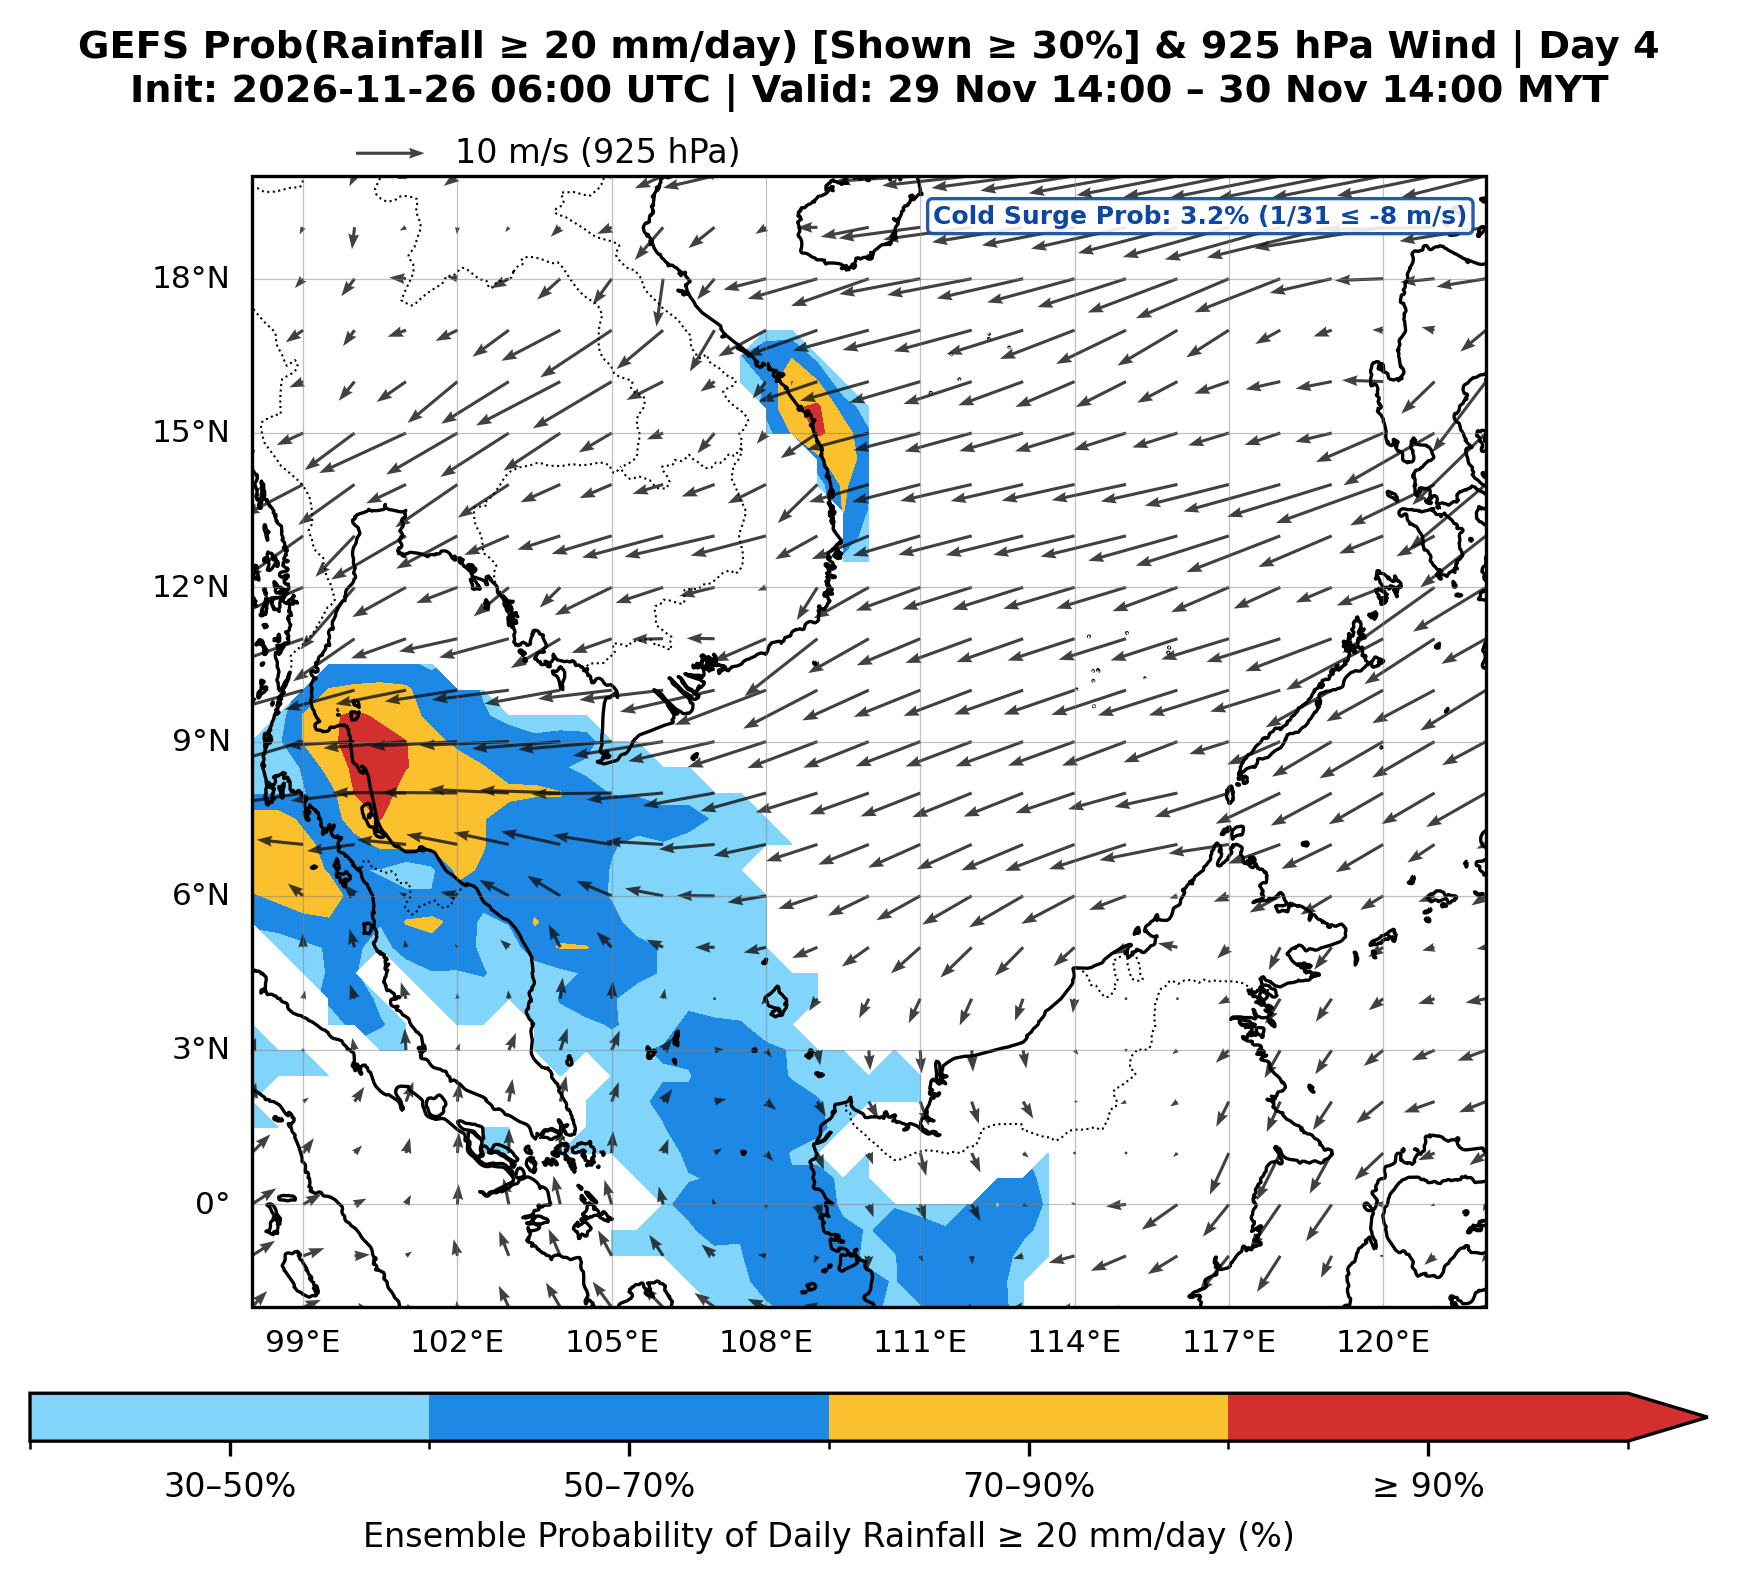 GEFS Prob(Rainfall ≥ 20 mm/day) [Shown ≥ 30%] & 925 hPa Wind | Day 4
Init: 2026-11-26 06:00 UTC | Valid: 29 Nov 14:00 – 30 Nov 14:00 MYT
10 m/s (925 hPa)
Cold Surge Prob: 3.2% (1/31 ≤ -8 m/s)
18°N
15°N
12°N
9°N
6°N
3°N
0°
99°E 102°E 105°E 108°E 111°E 114°E 117°E 120°E
30–50% 50–70% 70–90% ≥ 90%
Ensemble Probability of Daily Rainfall ≥ 20 mm/day (%)